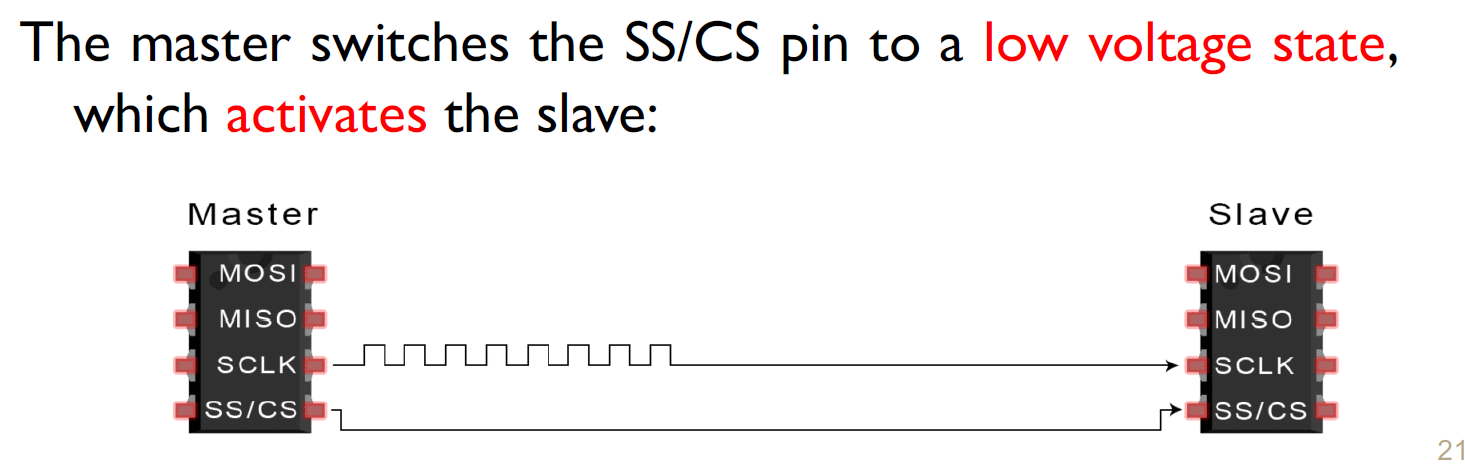 The master switches the SS/CS pin to a low voltage state,
which activates the slave:
Master
MOSI
MISO
SCLK
SS/CS
Slave
MOSI
MISO
SCLK
SS/CS
21